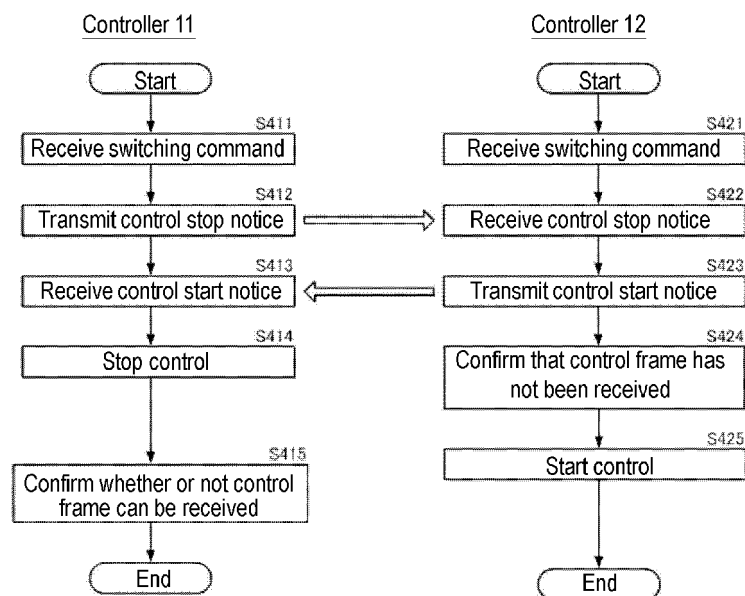 Controller 11
Start
S411
Receive switching command
S412
Transmit control stop notice
S413
Receive control start notice
S414
Stop control
S415
Confirm whether or not control
frame can be received
End
Controller 12
Start
S421
Receive switching command
S422
Receive control stop notice
S423
Transmit control start notice
S424
Confirm that control frame has
not been received
S425
Start control
End